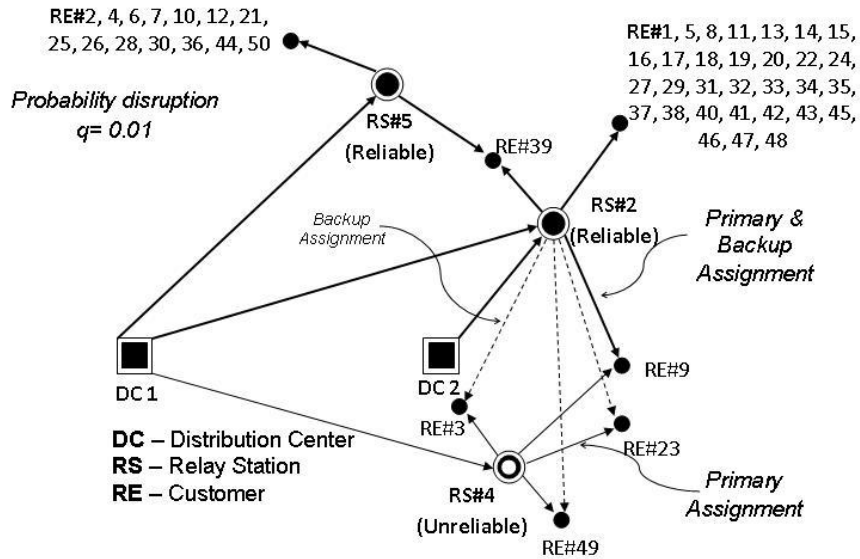 RE#2, 4, 6, 7, 10, 12, 21,
25, 26, 28, 30, 36, 44, 50
RE#1, 5, 8, 11, 13, 14, 15,
16, 17, 18, 19, 20, 22, 24,
27, 29, 31, 32, 33, 34, 35,
37, 38, 40, 41, 42, 43, 45,
46, 47, 48
Probability disruption
q= 0.01
RS#5
(Reliable)
RE#39
RS#2
(Reliable)
Backup
Assignment
Primary &
Backup
Assignment
DC 1
DC 2
RE#9
RE#3
RE#23
DC – Distribution Center
RS – Relay Station
RE – Customer
RS#4
(Unreliable)
Primary
Assignment
RE#49